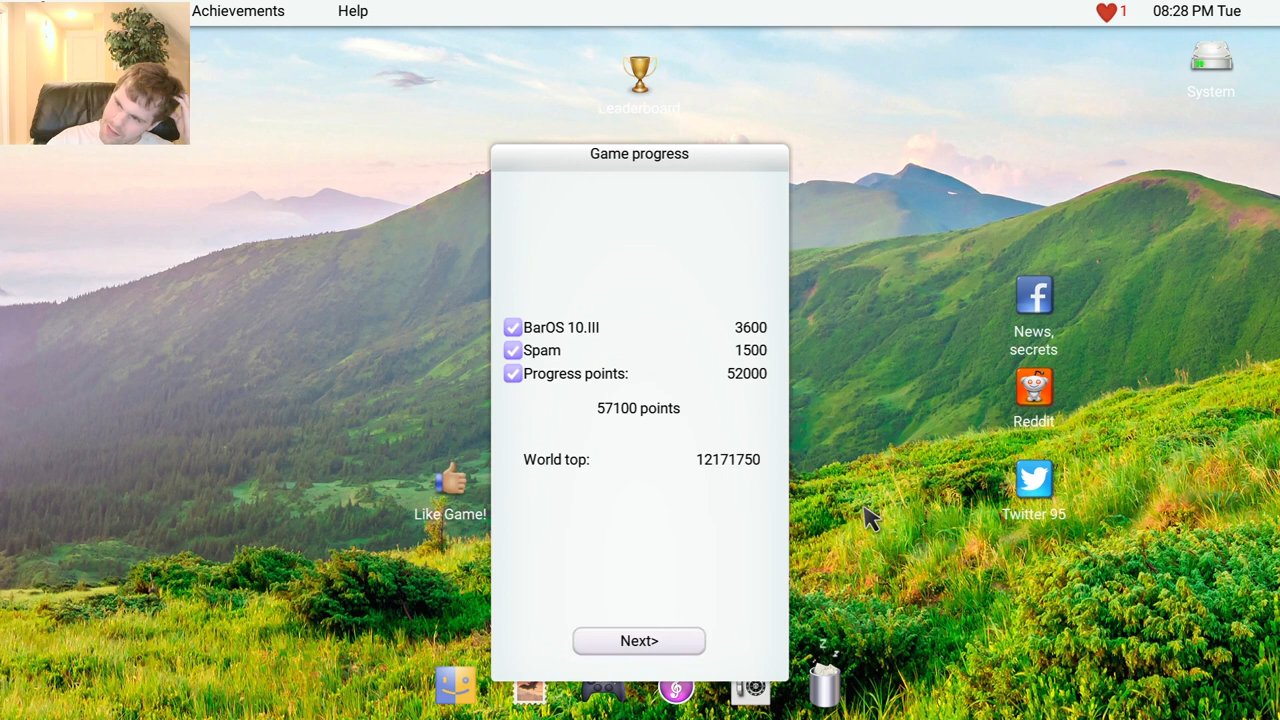 Achievements Help 1 08:28 PM Tue
System
Leaderboard
Game progress
BarOS 10.III 3600
Spam 1500
Progress points: 52000
57100 points
World top: 12171750
Next>
Like Game!
News,
secrets
Reddit
Twitter 95
z z